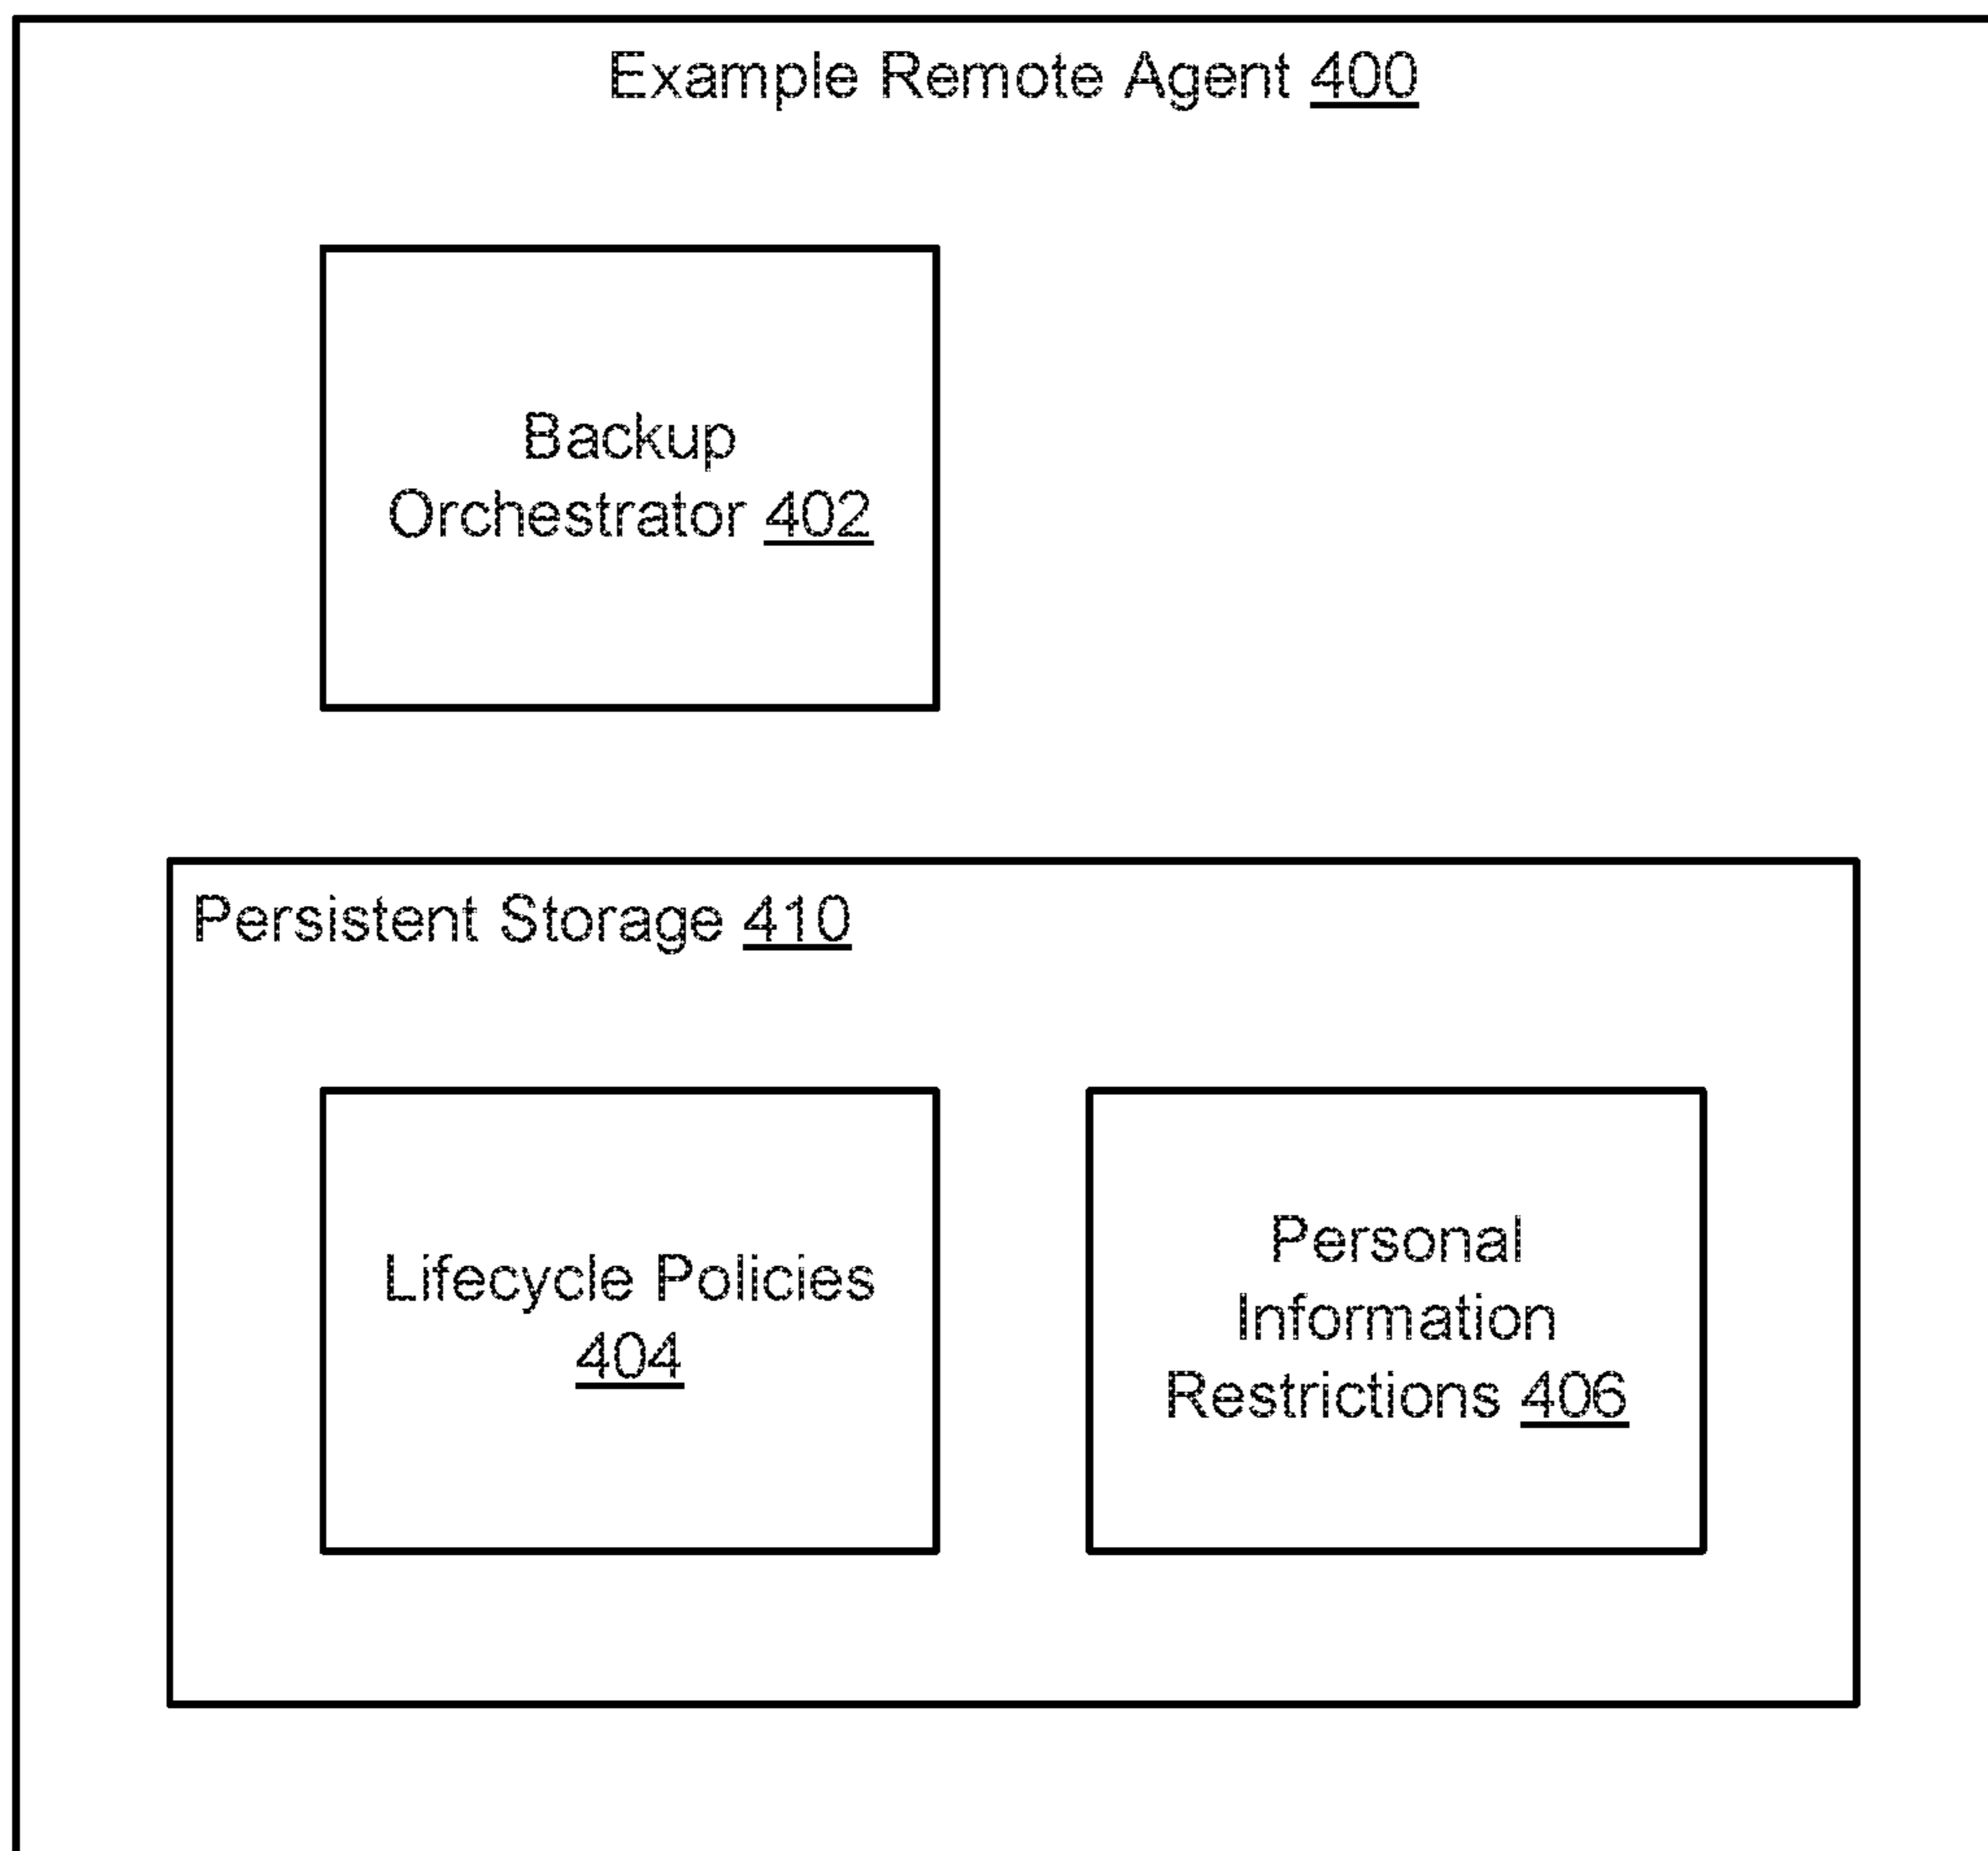 Example Remote Agent 400
Backup
Orchestrator 402
Persistent Storage 410
Lifecycle Policies
404
Personal
Information
Restrictions 406